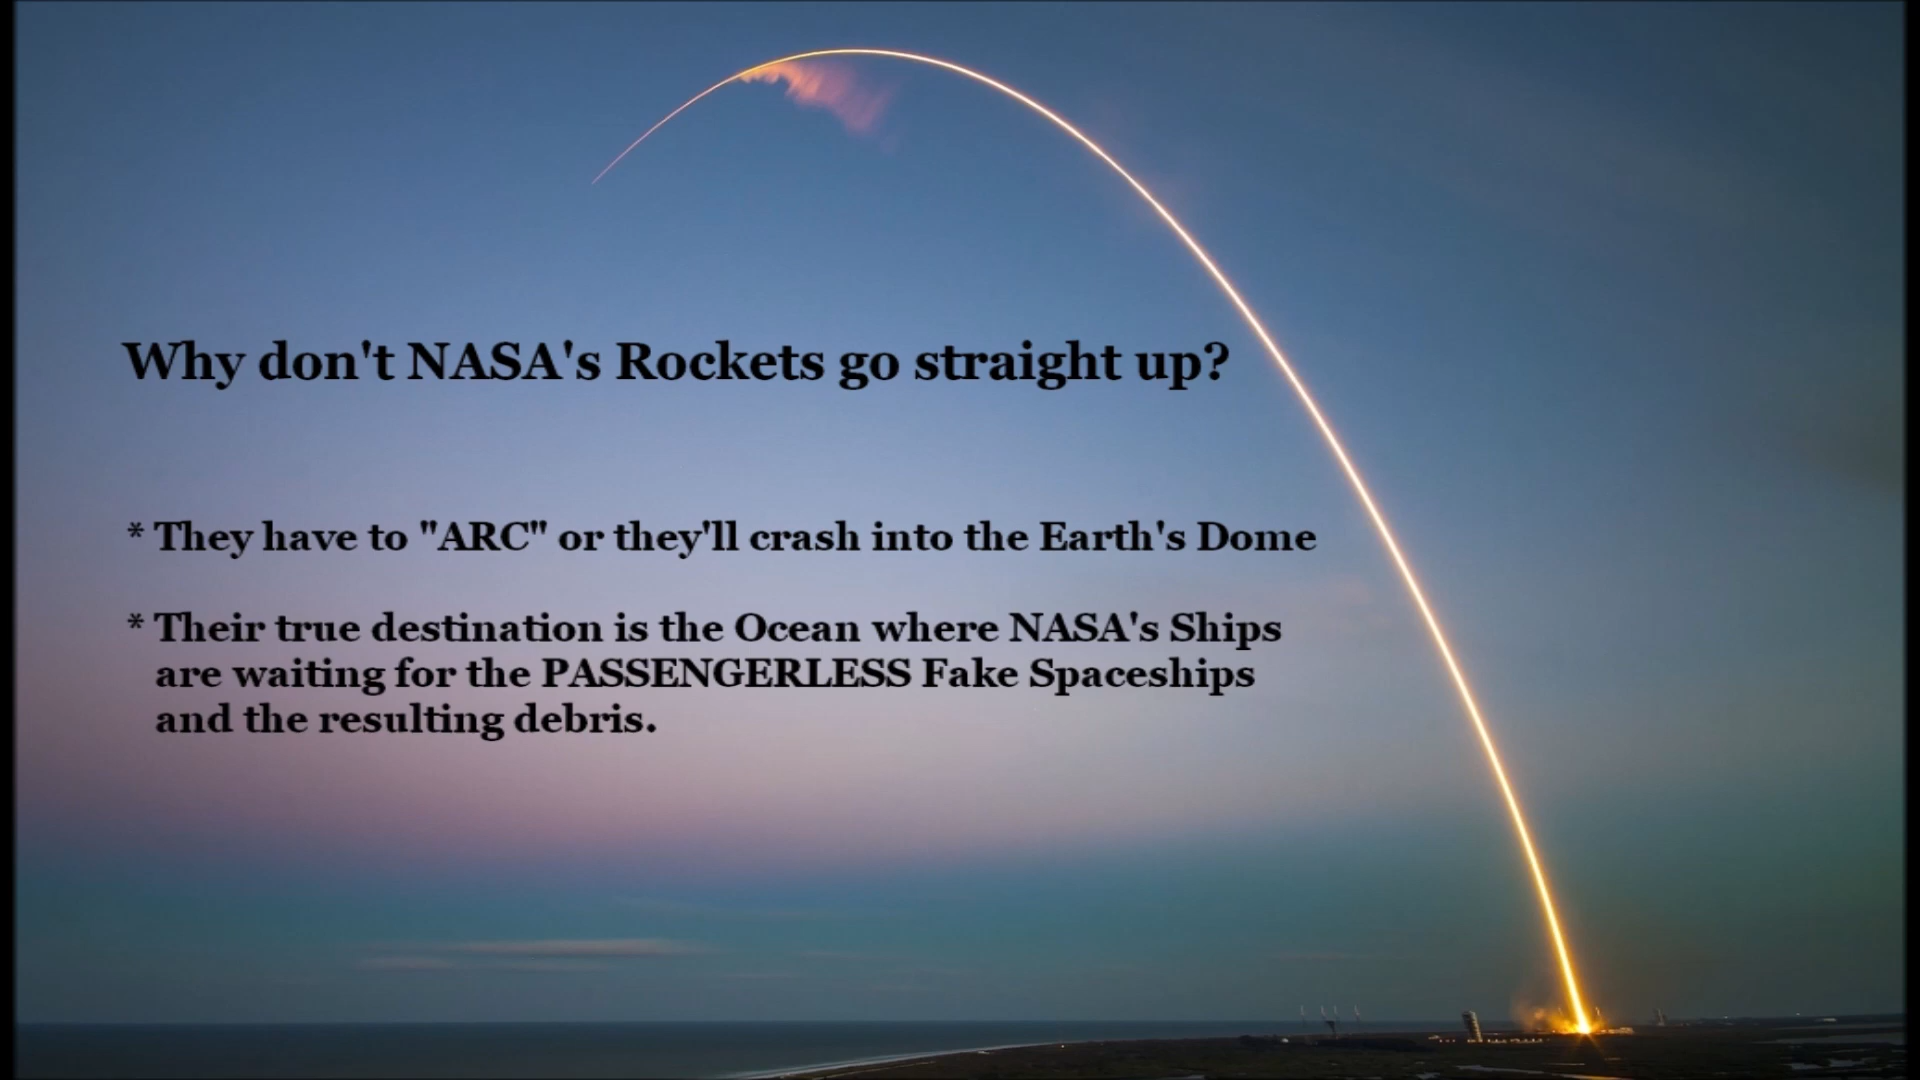 Why don't NASA's Rockets go straight up?
* They have to "ARC" or they'll crash into the Earth's Dome
* Their true destination is the Ocean where NASA's Ships
are waiting for the PASSENGERLESS Fake Spaceships
and the resulting debris.